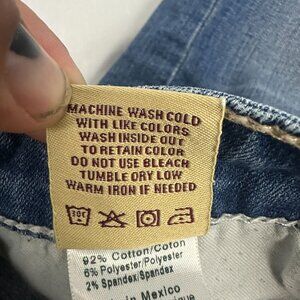 MACHINE WASH COLD
WITH LIKE COLORS
WASH INSIDE OUT
TO RETAIN COLOR
DO NOT USE BLEACH
TUMBLE DRY LOW
WARM IRON IF NEEDED
30°
92% Cotton/Coton
6% Polyester/Polyester
2% Spandex/Spandex
in Mexico